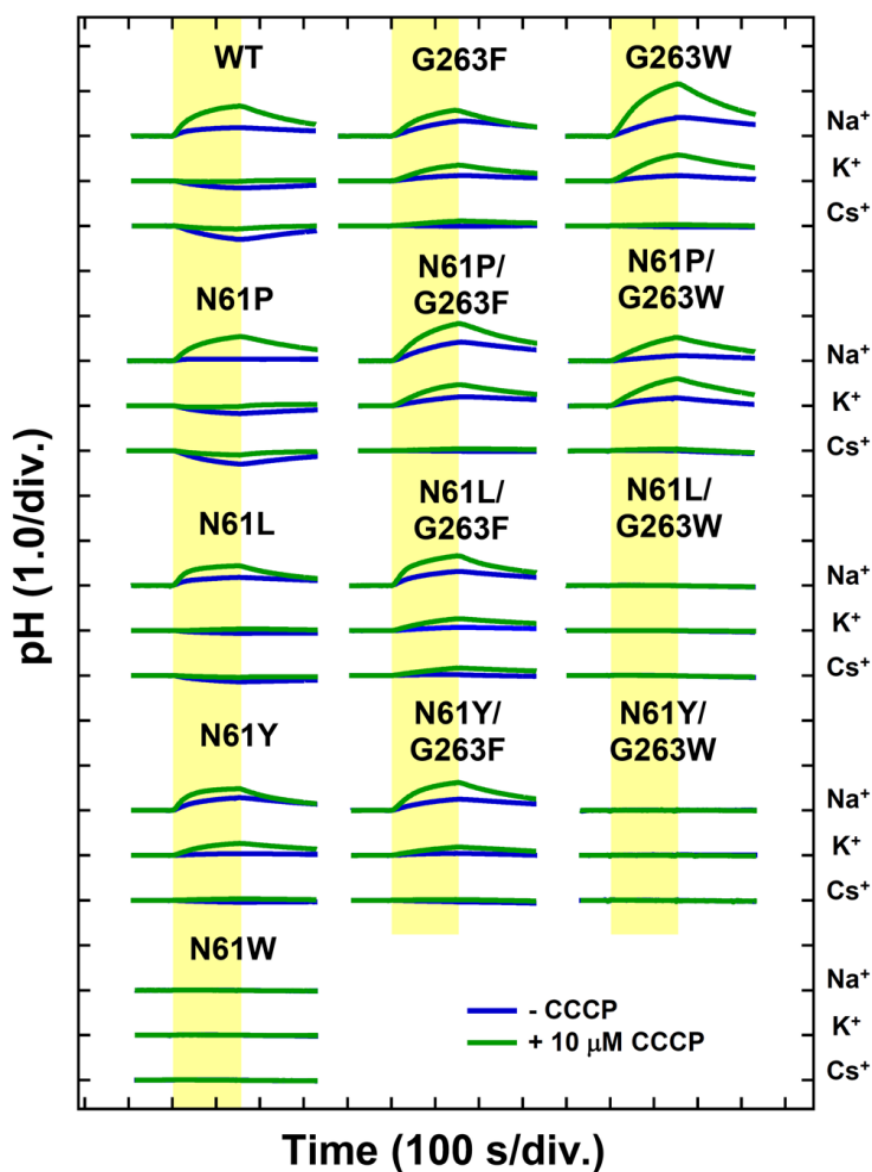 WT
G263F
G263W
Na⁺
K⁺
Cs⁺
N61P
N61P/
G263F
N61P/
G263W
Na⁺
K⁺
Cs⁺
N61L
N61L/
G263F
N61L/
G263W
Na⁺
K⁺
Cs⁺
N61Y
N61Y/
G263F
N61Y/
G263W
Na⁺
K⁺
Cs⁺
N61W
Na⁺
K⁺
Cs⁺
- CCCP
+ 10 μM CCCP
pH (1.0/div.)
Time (100 s/div.)